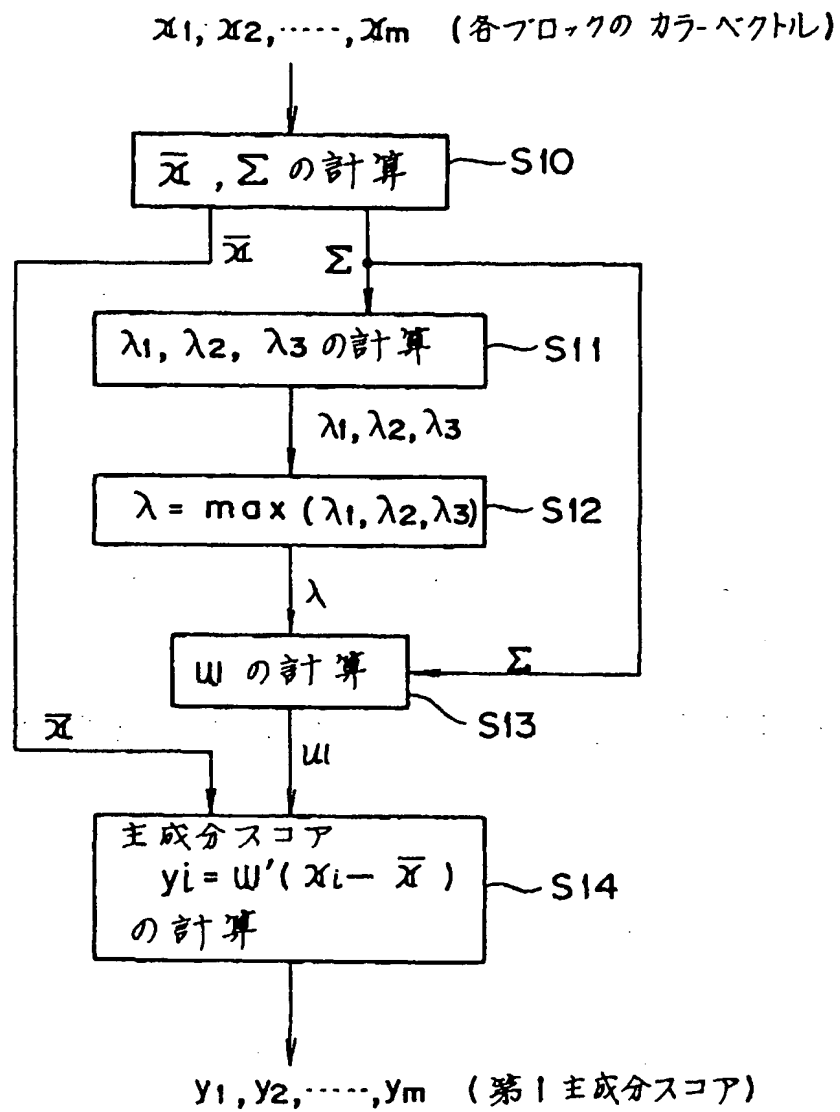 x1, x2, ....., xm (各ブロックの カラーベクトル)
x̄ , Σ の計算
S10
x̄
Σ
λ1, λ2, λ3 の計算
S11
λ1, λ2, λ3
λ = max (λ1, λ2, λ3)
S12
λ
w の計算
Σ
S13
x̄
w
主成分スコア
yi = w'( xi - x̄ )
の計算
S14
y1, y2, ....., ym (第1主成分スコア)